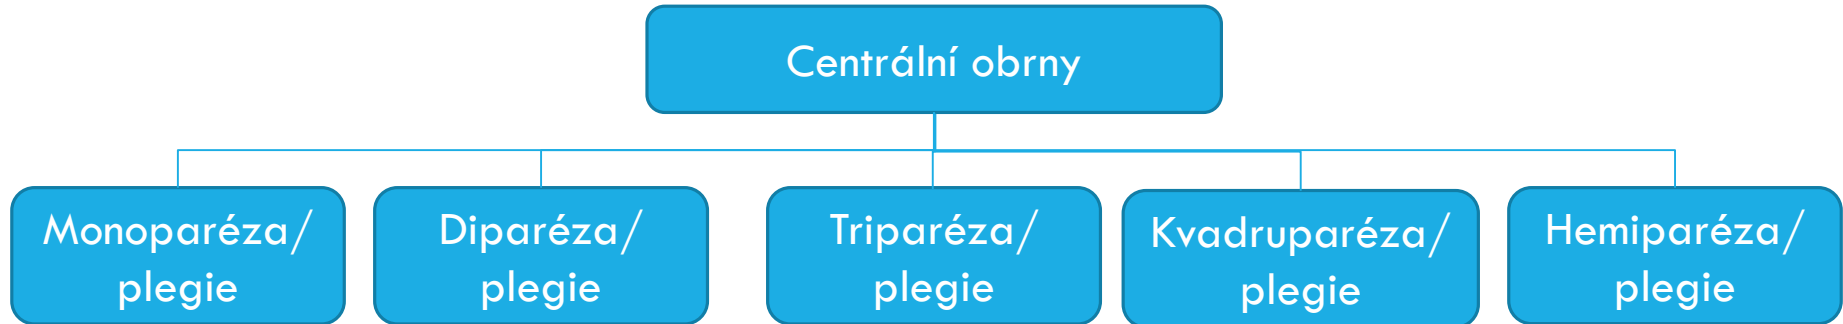 Centrální obrny
Monoparéza/
plegie
Diparéza/
plegie
Triparéza/
plegie
Kvadruparéza/
plegie
Hemiparéza/
plegie